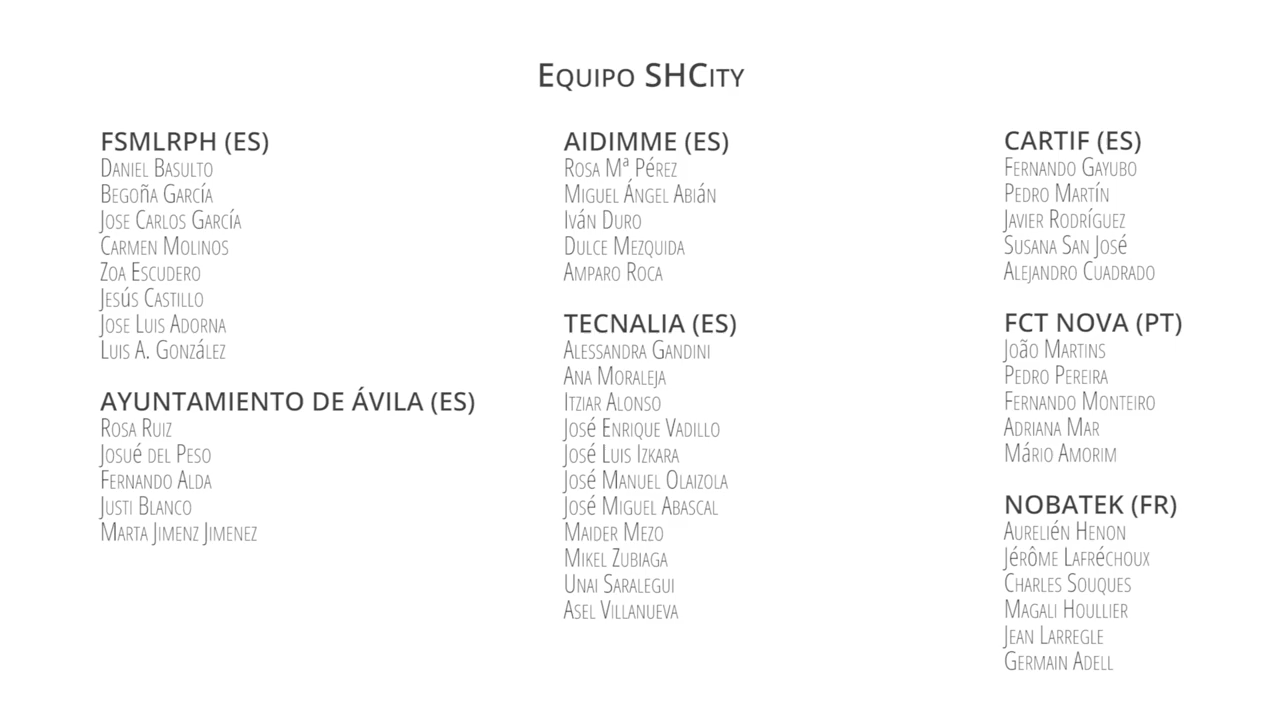 Equipo SHCity
FSMLRPH (ES)
Daniel Basulto
Begoña García
Jose Carlos García
Carmen Molinos
Zoa Escudero
Jesús Castillo
Jose Luis Adorna
Luis A. González
AYUNTAMIENTO DE ÁVILA (ES)
Rosa Ruiz
Josué del Peso
Fernando Alda
Justi Blanco
Marta Jimenz Jimenez
AIDIMME (ES)
Rosa Mª Pérez
Miguel Ángel Abián
Iván Duro
Dulce Mezquida
Amparo Roca
TECNALIA (ES)
Alessandra Gandini
Ana Moraleja
Itziar Alonso
José Enrique Vadillo
José Luis Izkara
José Manuel Olaizola
José Miguel Abascal
Maider Mezo
Mikel Zubiaga
Unai Saralegui
Asel Villanueva
CARTIF (ES)
Fernando Gayubo
Pedro Martín
Javier Rodríguez
Susana San José
Alejandro Cuadrado
FCT NOVA (PT)
João Martins
Pedro Pereira
Fernando Monteiro
Adriana Mar
Mário Amorim
NOBATEK (FR)
Aurelién Henon
Jérôme Lafréchoux
Charles Souques
Magali Houllier
Jean Larregle
Germain Adell